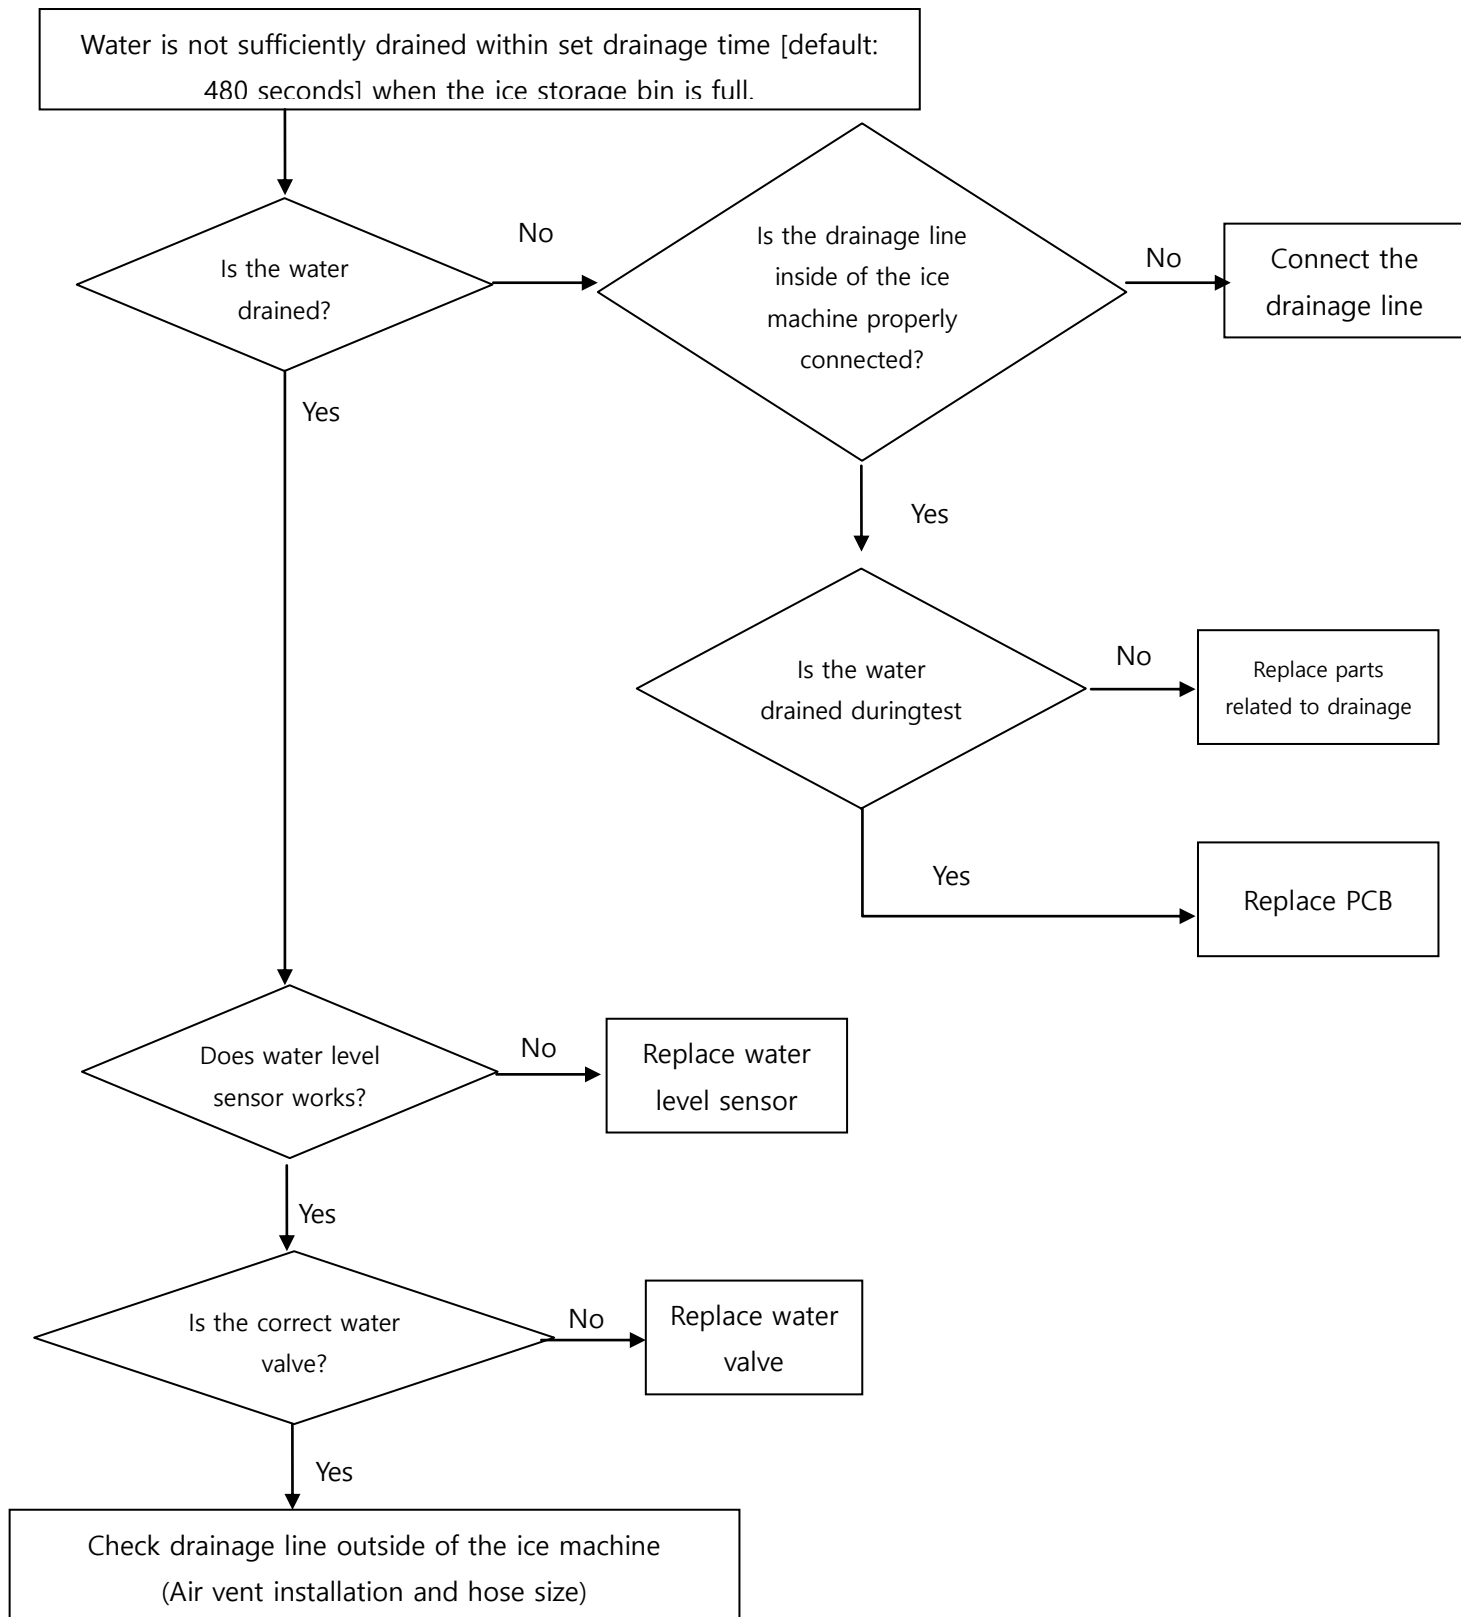 Water is not sufficiently drained within set drainage time [default:
480 seconds] when the ice storage bin is full.
Is the water
drained?
No
Is the drainage line
inside of the ice
machine properly
connected?
No
Connect the
drainage line
Yes
Yes
Is the water
drained duringtest
No
Replace parts
related to drainage
Yes
Replace PCB
Does water level
sensor works?
No
Replace water
level sensor
Yes
Is the correct water
valve?
No
Replace water
valve
Yes
Check drainage line outside of the ice machine
(Air vent installation and hose size)